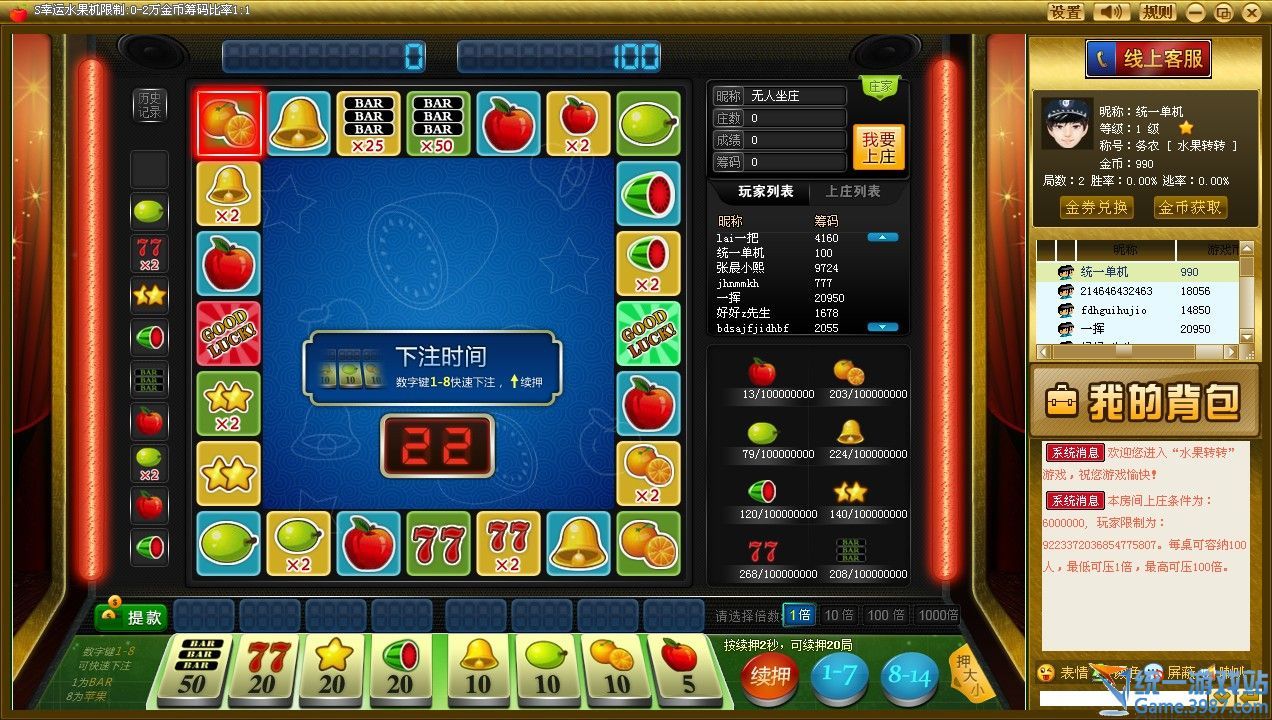 S幸运水果机限制:0-2万金币筹码比率1:1
设置
规则
0
100
历史
记录
BAR
BAR
BAR
×25
BAR
BAR
BAR
×50
×2
×2
×2
GOOD
LUCK!
GOOD
LUCK!
×2
×2
×2
77
77
×2
77
×2
BAR
BAR
BAR
×2
下注时间
数字键1-8快速下注，↑续押
22
庄家
昵称 无人坐庄
庄数 0
成绩 0
筹码 0
我要
上庄
玩家列表 上庄列表
昵称 筹码
lai一把 4160
统一单机 100
张晨小熙 9724
jhnmmkh 777
一挥 20950
好好z先生 1678
bdsajfjidhbf 2055
13/100000000 203/100000000
79/100000000 224/100000000
120/100000000 140/100000000
77
BAR
BAR
BAR
268/100000000 208/100000000
提款
请选择倍数 1倍 10倍 100倍 1000倍
数字键1-8
可快速下注
1为BAR
8为苹果
BAR
BAR
BAR
50
77
20
20
20
10
10
10
5
按续押2秒，可续押20局
续押
1-7
8-14
押
大
小
线上客服
昵称：统一单机
等级：1 级
称号：务农 [ 水果转转 ]
金币：990
局数：2 胜率：0.00% 逃率：0.00%
金券兑换
金币获取
昵称 游戏币
统一单机 990
214646432463 18056
fdhguihujio 14850
一挥 20950
我的背包
系统消息 欢迎您进入“水果转转”
游戏，祝您游戏愉快！
系统消息 本房间上庄条件为：
6000000, 玩家限制为：
9223372036854775807。每桌可容纳100
人，最低可压1倍，最高可压100倍。
表情
屏蔽
喇叭
统一游戏站
Game.3987.com